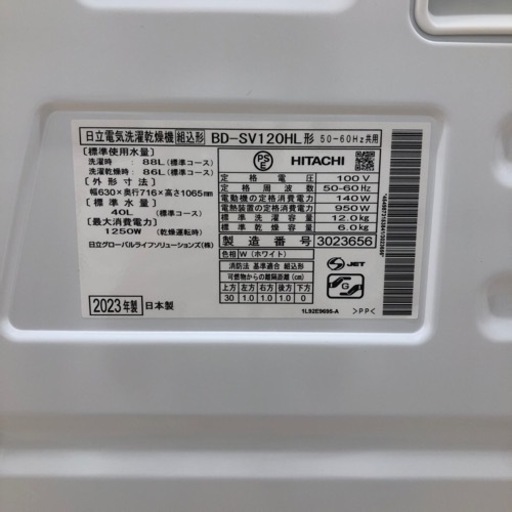 日立電気洗濯乾燥機 組込形 BD-SV120HL形 50-60Hz共用
[標準使用水量]
洗濯時: 88L(標準コース)
洗濯乾燥時: 86L(標準コース)
[外形寸法]
幅630×奥行716×高さ1065mm
[標準水量]
40L (標準コース)
[最大消費電力]
1250W(乾燥運転時)
日立グローバルライフソリューションズ(株)
2023年製 日本製
PS E HITACHI
定格電圧 100V
定格周波数 50-60Hz
電動機の定格消費電力 140W
電熱装置の定格消費電力 950W
標準洗濯容量 12.0kg
標準乾燥容量 6.0kg
製造番号 3023656
色相W(ホワイト)
消防法 基準適合 組込形
可燃物からの離隔距離(cm)
上方 左方 右方 前方 後方 下方
30 1.0 1.0 1.0 1.0 0
S JET
G
1L92E9695-A >PP<